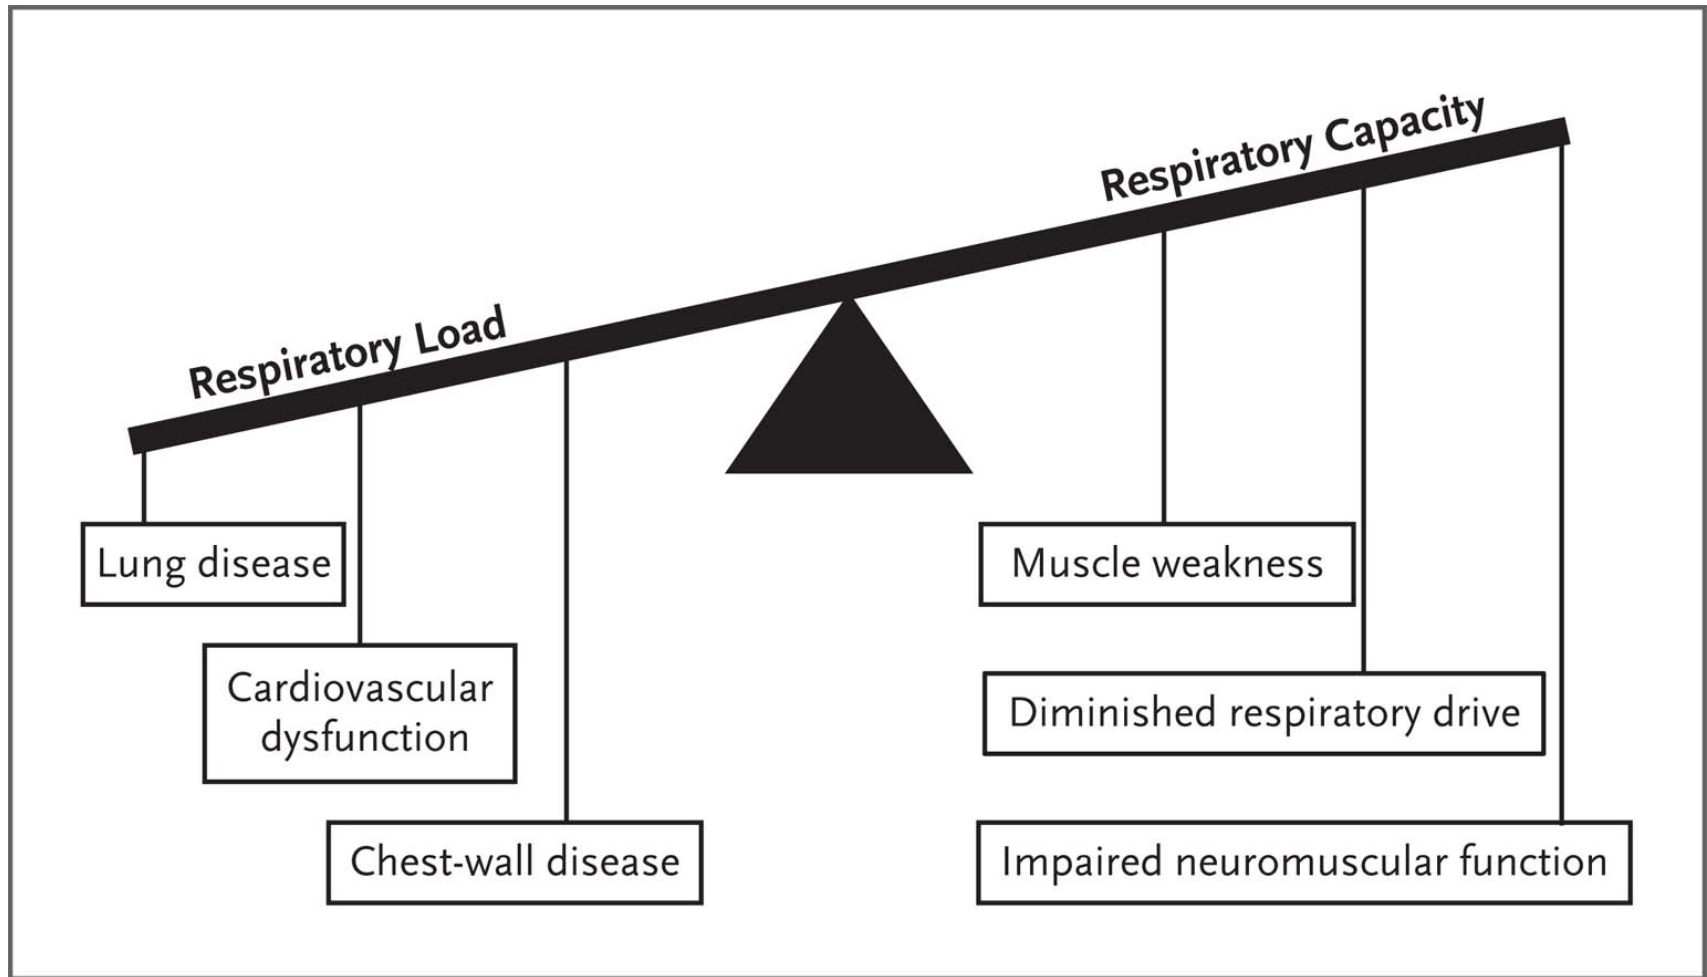 Respiratory Capacity
Respiratory Load
Lung disease
Cardiovascular
dysfunction
Chest-wall disease
Muscle weakness
Diminished respiratory drive
Impaired neuromuscular function